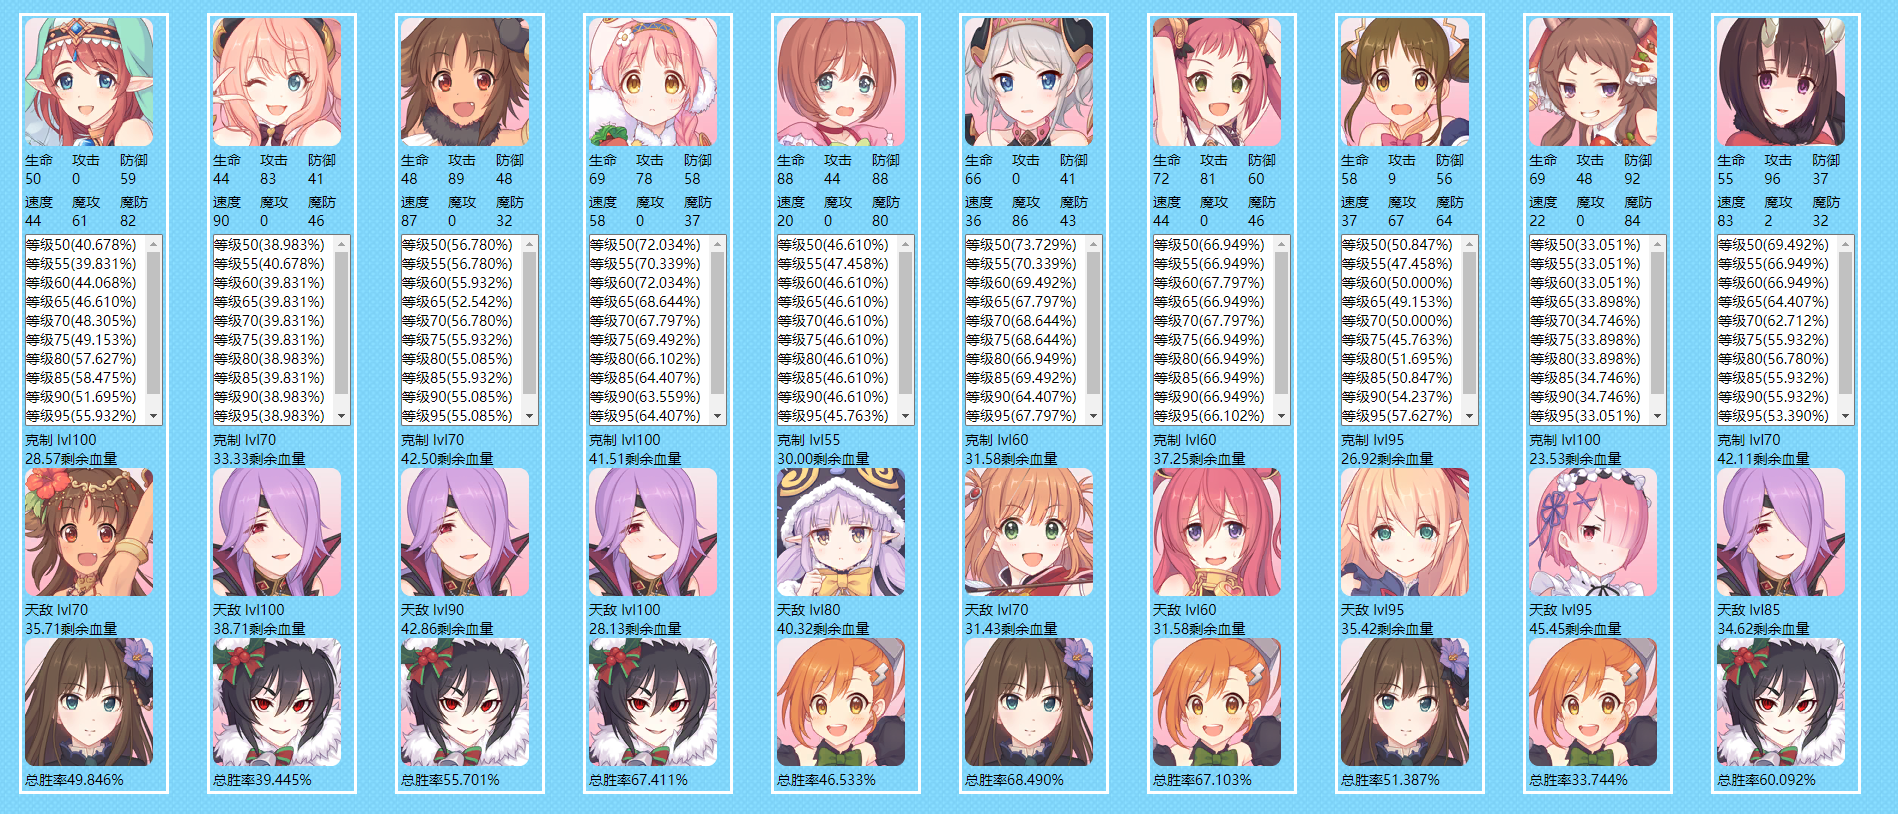 生命 攻击 防御
50 0 59
速度 魔攻 魔防
44 61 82
等级50(40.678%)
等级55(39.831%)
等级60(44.068%)
等级65(46.610%)
等级70(48.305%)
等级75(49.153%)
等级80(57.627%)
等级85(58.475%)
等级90(51.695%)
等级95(55.932%)
克制 lvl100
28.57剩余血量
天敌 lvl70
35.71剩余血量
总胜率49.846%
生命 攻击 防御
44 83 41
速度 魔攻 魔防
90 0 46
等级50(38.983%)
等级55(40.678%)
等级60(39.831%)
等级65(39.831%)
等级70(39.831%)
等级75(39.831%)
等级80(38.983%)
等级85(39.831%)
等级90(38.983%)
等级95(38.983%)
克制 lvl70
33.33剩余血量
天敌 lvl100
38.71剩余血量
总胜率39.445%
生命 攻击 防御
48 89 48
速度 魔攻 魔防
87 0 32
等级50(56.780%)
等级55(56.780%)
等级60(55.932%)
等级65(52.542%)
等级70(56.780%)
等级75(55.932%)
等级80(55.085%)
等级85(55.932%)
等级90(55.085%)
等级95(55.085%)
克制 lvl70
42.50剩余血量
天敌 lvl90
42.86剩余血量
总胜率55.701%
生命 攻击 防御
69 78 58
速度 魔攻 魔防
58 0 37
等级50(72.034%)
等级55(70.339%)
等级60(72.034%)
等级65(68.644%)
等级70(67.797%)
等级75(69.492%)
等级80(66.102%)
等级85(64.407%)
等级90(63.559%)
等级95(64.407%)
克制 lvl100
41.51剩余血量
天敌 lvl100
28.13剩余血量
总胜率67.411%
生命 攻击 防御
88 44 88
速度 魔攻 魔防
20 0 80
等级50(46.610%)
等级55(47.458%)
等级60(46.610%)
等级65(46.610%)
等级70(46.610%)
等级75(46.610%)
等级80(46.610%)
等级85(46.610%)
等级90(46.610%)
等级95(45.763%)
克制 lvl55
30.00剩余血量
天敌 lvl80
40.32剩余血量
总胜率46.533%
生命 攻击 防御
66 0 41
速度 魔攻 魔防
36 86 43
等级50(73.729%)
等级55(70.339%)
等级60(69.492%)
等级65(67.797%)
等级70(68.644%)
等级75(68.644%)
等级80(66.949%)
等级85(69.492%)
等级90(64.407%)
等级95(67.797%)
克制 lvl60
31.58剩余血量
天敌 lvl70
31.43剩余血量
总胜率68.490%
生命 攻击 防御
72 81 60
速度 魔攻 魔防
44 0 46
等级50(66.949%)
等级55(66.949%)
等级60(67.797%)
等级65(66.949%)
等级70(67.797%)
等级75(66.949%)
等级80(66.949%)
等级85(66.949%)
等级90(66.949%)
等级95(66.102%)
克制 lvl60
37.25剩余血量
天敌 lvl60
31.58剩余血量
总胜率67.103%
生命 攻击 防御
58 9 56
速度 魔攻 魔防
37 67 64
等级50(50.847%)
等级55(47.458%)
等级60(50.000%)
等级65(49.153%)
等级70(50.000%)
等级75(45.763%)
等级80(51.695%)
等级85(50.847%)
等级90(54.237%)
等级95(57.627%)
克制 lvl95
26.92剩余血量
天敌 lvl95
35.42剩余血量
总胜率51.387%
生命 攻击 防御
69 48 92
速度 魔攻 魔防
22 0 84
等级50(33.051%)
等级55(33.051%)
等级60(33.051%)
等级65(33.898%)
等级70(34.746%)
等级75(33.898%)
等级80(33.898%)
等级85(34.746%)
等级90(34.746%)
等级95(33.051%)
克制 lvl100
23.53剩余血量
天敌 lvl95
45.45剩余血量
总胜率33.744%
生命 攻击 防御
55 96 37
速度 魔攻 魔防
83 2 32
等级50(69.492%)
等级55(66.949%)
等级60(66.949%)
等级65(64.407%)
等级70(62.712%)
等级75(55.932%)
等级80(56.780%)
等级85(55.932%)
等级90(55.932%)
等级95(53.390%)
克制 lvl70
42.11剩余血量
天敌 lvl85
34.62剩余血量
总胜率60.092%